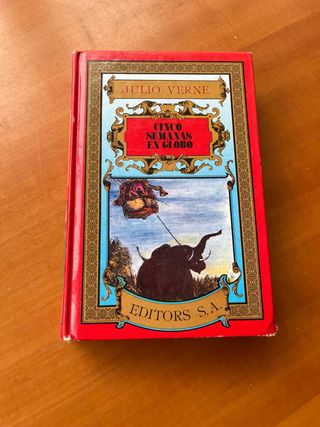 JULIO VERNE
CINCO
SEMANAS
EN GLOBO
EDITORS S.A.